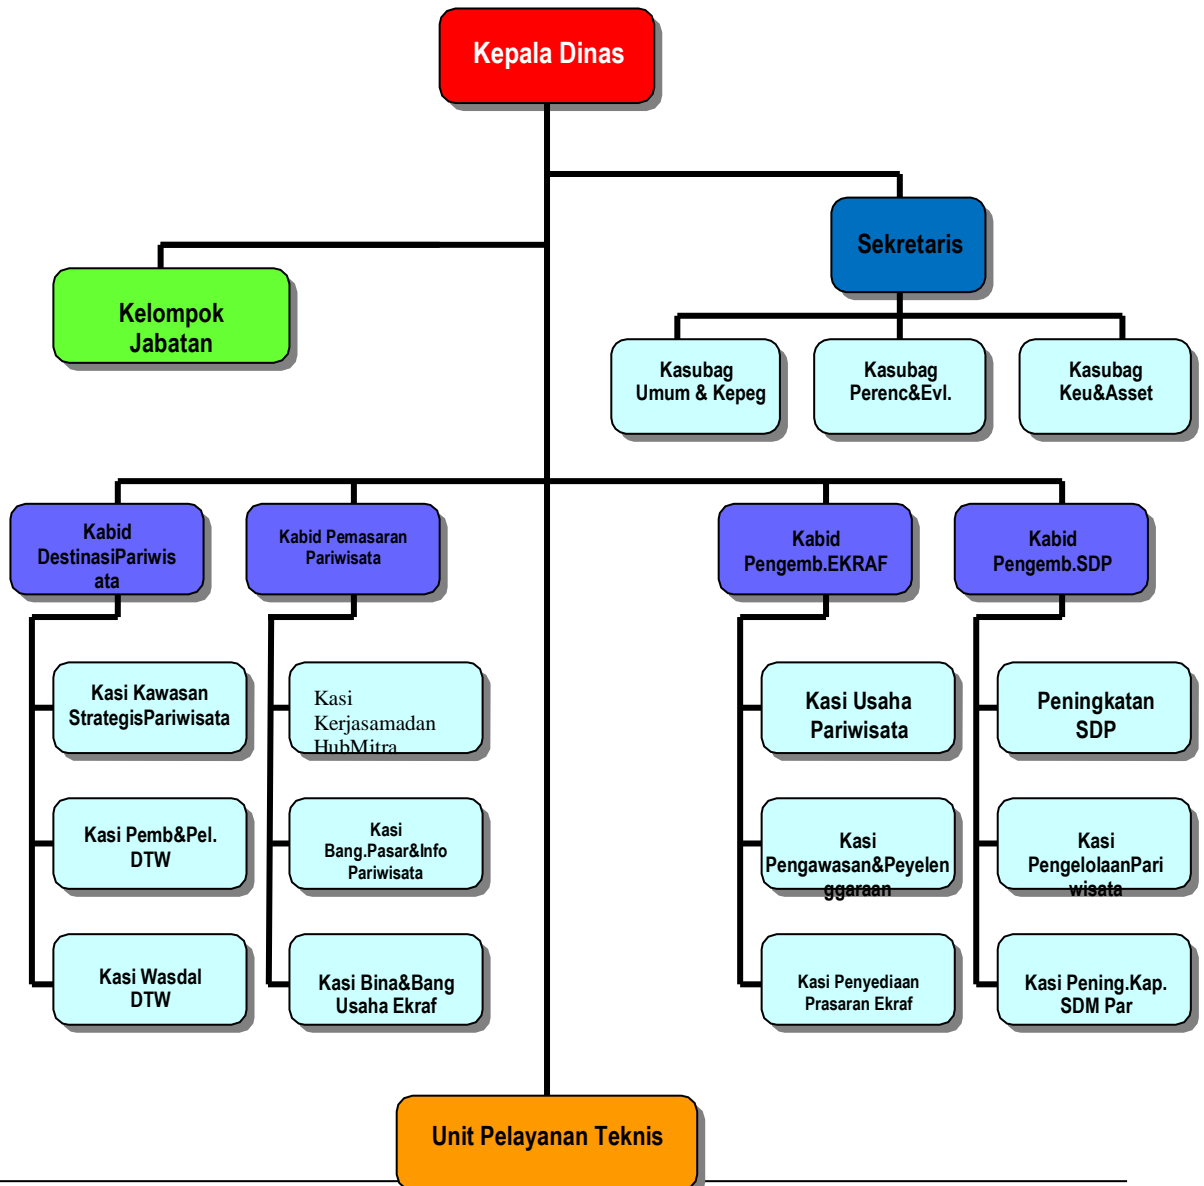 Kepala Dinas
Sekretaris
Kelompok
Jabatan
Kasubag
Umum & Kepeg
Kasubag
Perenc&Evl.
Kasubag
Keu&Asset
Kabid
DestinasiPariwis
ata
Kabid Pemasaran
Pariwisata
Kabid
Pengemb.EKRAF
Kabid
Pengemb.SDP
Kasi Kawasan
StrategisPariwisata
Kasi
Kerjasamadan
HubMitra
Kasi Usaha
Pariwisata
Peningkatan
SDP
Kasi Pemb&Pel.
DTW
Kasi
Bang.Pasar&Info
Pariwisata
Kasi
Pengawasan&Peyelen
ggaraan
Kasi
PengelolaanPari
wisata
Kasi Wasdal
DTW
Kasi Bina&Bang
Usaha Ekraf
Kasi Penyediaan
Prasaran Ekraf
Kasi Pening.Kap.
SDM Par
Unit Pelayanan Teknis